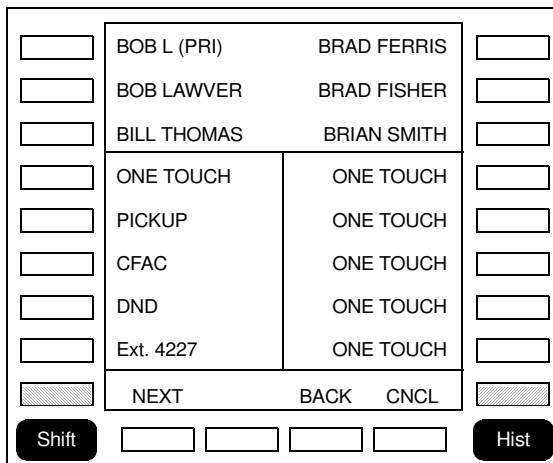 BOB L (PRI) BRAD FERRIS
BOB LAWVER BRAD FISHER
BILL THOMAS BRIAN SMITH
ONE TOUCH ONE TOUCH
PICKUP ONE TOUCH
CFAC ONE TOUCH
DND ONE TOUCH
Ext. 4227 ONE TOUCH
NEXT BACK CNCL
Shift Hist